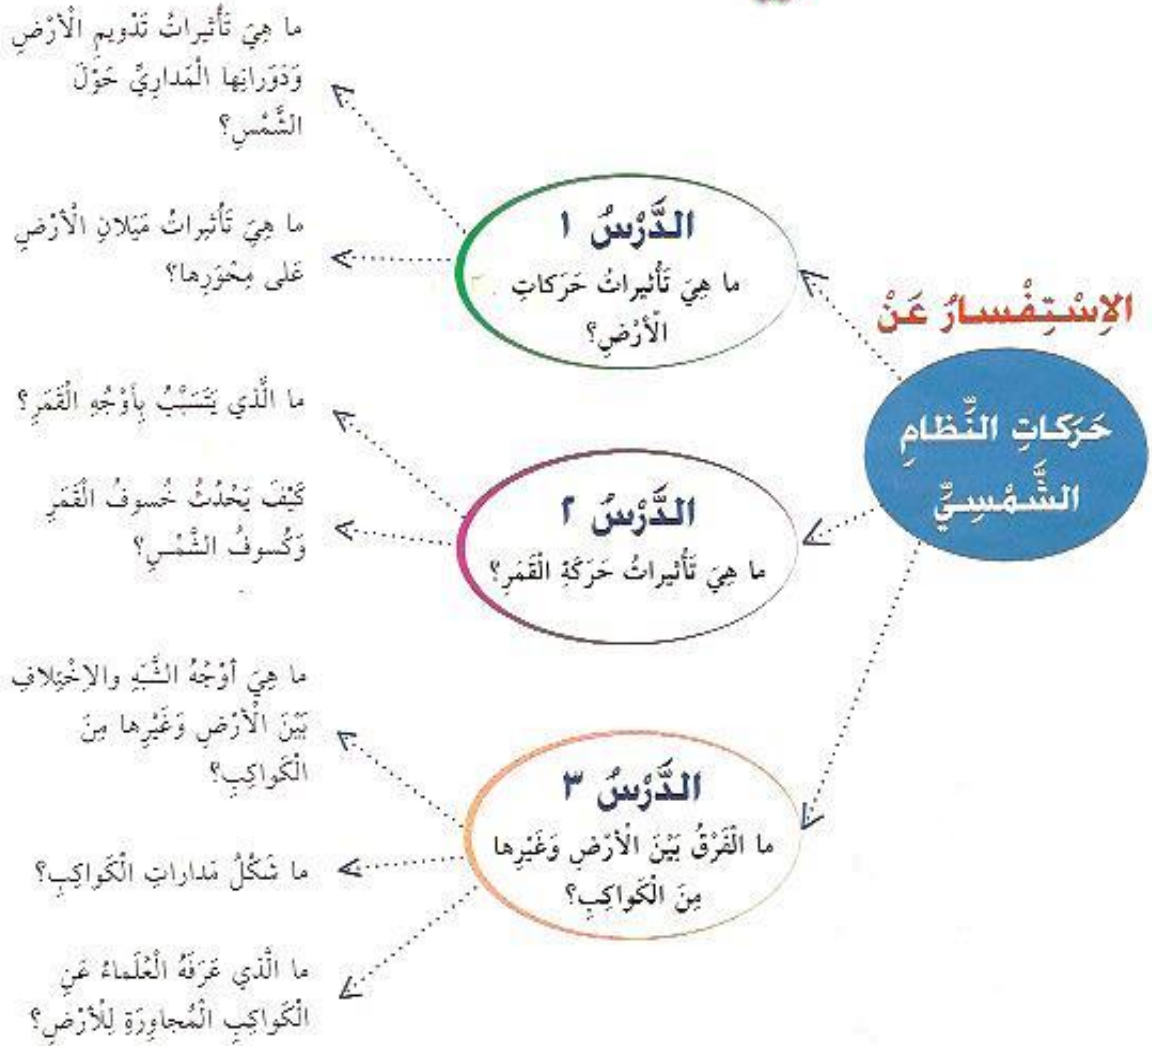 الاِسْتِفْسارُ عَنْ
حَرَكاتِ النِّظامِ
الشَّمْسِيِّ
الدَّرْسُ ١
ما هِيَ تَأْثيراتُ حَرَكاتِ
الْأَرْضِ؟
ما هِيَ تَأْثيراتُ تَدْويمِ الْأَرْضِ
وَدَوَرانِها الْمَدارِيِّ حَوْلَ
الشَّمْسِ؟
ما هِيَ تَأْثيراتُ مَيَلانِ الْأَرْضِ
عَلى مِحْوَرِها؟
الدَّرْسُ ٢
ما هِيَ تَأْثيراتُ حَرَكَةِ الْقَمَرِ؟
ما الَّذي يَتَسَبَّبُ بِأَوْجُهِ الْقَمَرِ؟
كَيْفَ يَحْدُثُ خُسوفُ الْقَمَرِ
وَكُسوفُ الشَّمْسِ؟
الدَّرْسُ ٣
ما الْفَرْقُ بَيْنَ الْأَرْضِ وَغَيْرِها
مِنَ الْكَواكِبِ؟
ما هِيَ أَوْجُهُ الشَّبَهِ والاِخْتِلافِ
بَيْنَ الْأَرْضِ وَغَيْرِها مِنَ
الْكَواكِبِ؟
ما شَكْلُ مَداراتِ الْكَواكِبِ؟
ما الَّذي عَرَفَهُ الْعُلَماءُ عَنِ
الْكَواكِبِ الْمُجاوِرَةِ لِلْأَرْضِ؟